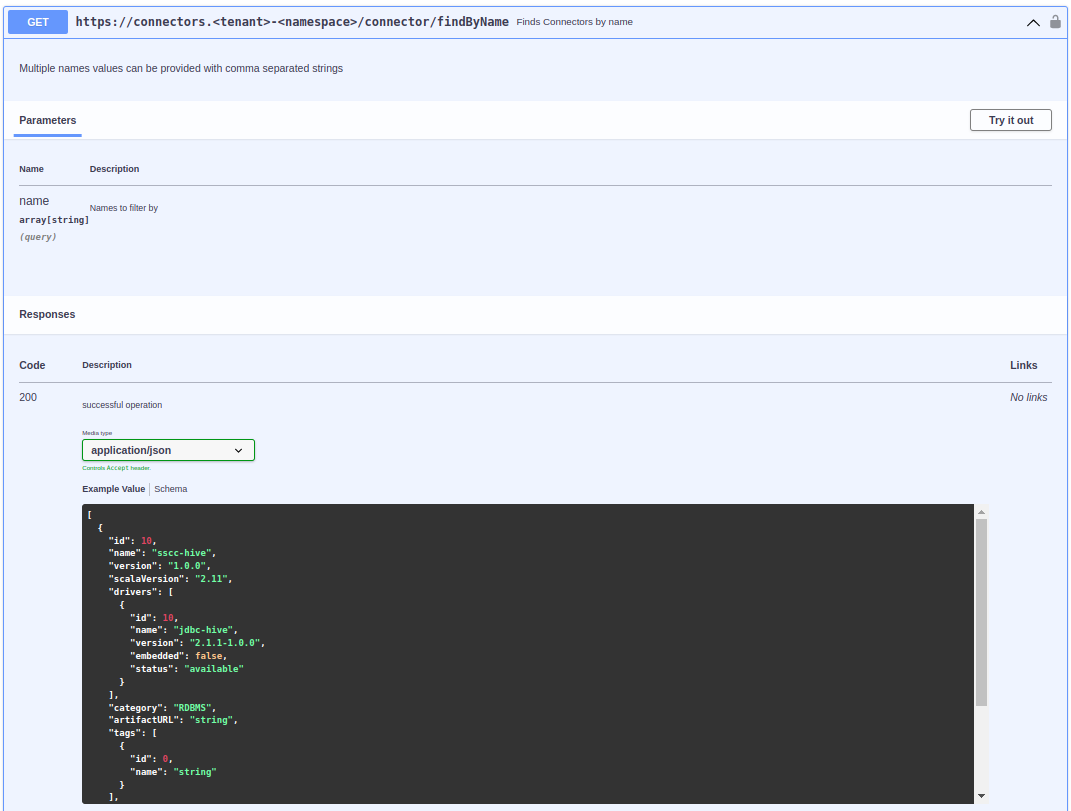 GET https://connectors.<tenant>-<namespace>/connector/findByName Finds Connectors by name
Multiple names values can be provided with comma separated strings
Parameters
Try it out
Name Description
name
Names to filter by
array[string]
(query)
Responses
Code Description Links
200 No links
successful operation
Media type
application/json
Controls Accept header.
Example Value Schema
[
{
"id": 10,
"name": "sscc-hive",
"version": "1.0.0",
"scalaVersion": "2.11",
"drivers": [
{
"id": 10,
"name": "jdbc-hive",
"version": "2.1.1-1.0.0",
"embedded": false,
"status": "available"
}
],
"category": "RDBMS",
"artifactURL": "string",
"tags": [
{
"id": 0,
"name": "string"
}
],